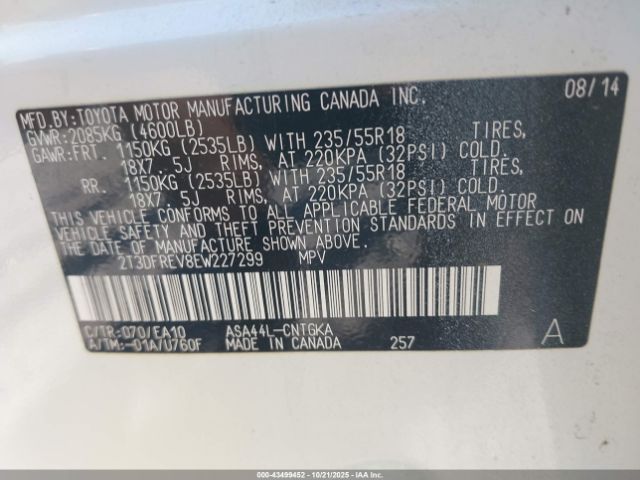 MFD.BY:TOYOTA MOTOR MANUFACTURING CANADA INC. 08/14
GVWR:2085KG (4600LB)
GAWR:FRT. 1150KG (2535LB) WITH 235/55R18 TIRES,
18X7. 5J RIMS, AT 220KPA (32PSI) COLD.
RR. 1150KG (2535LB) WITH 235/55R18 TIRES,
18X7. 5J RIMS, AT 220KPA (32PSI) COLD.
THIS VEHICLE CONFORMS TO ALL APPLICABLE FEDERAL MOTOR
VEHICLE SAFETY AND THEFT PREVENTION STANDARDS IN EFFECT ON
THE DATE OF MANUFACTURE SHOWN ABOVE.
2T3DFREV8EW227299 MPV
C/TR:070/EA10 ASA44L-CNTGKA
A/TM:-01A/U760F MADE IN CANADA 257 A
000-43499452 | 10/21/2025 | IAA Inc.